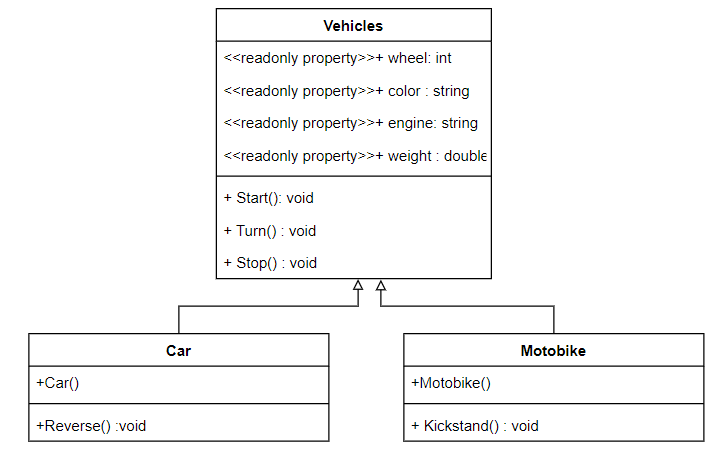 Vehicles
<<readonly property>>+ wheel: int
<<readonly property>>+ color : string
<<readonly property>>+ engine: string
<<readonly property>>+ weight : double
+ Start(): void
+ Turn() : void
+ Stop() : void
Car
+Car()
+Reverse() :void
Motobike
+Motobike()
+ Kickstand() : void